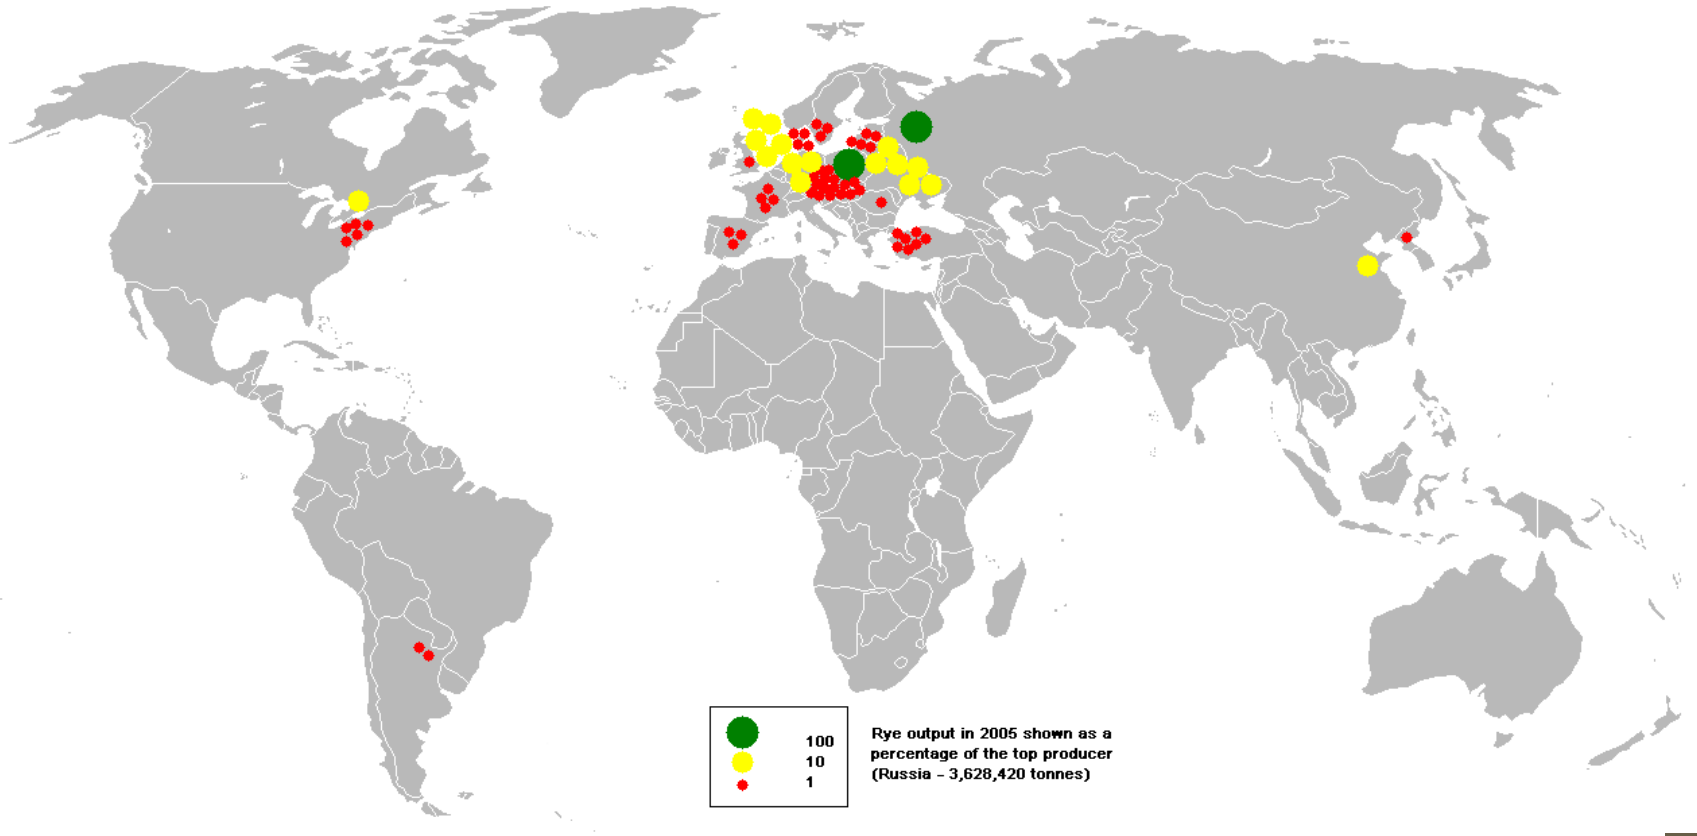 100
10
1
Rye output in 2005 shown as a
percentage of the top producer
(Russia - 3,628,420 tonnes)